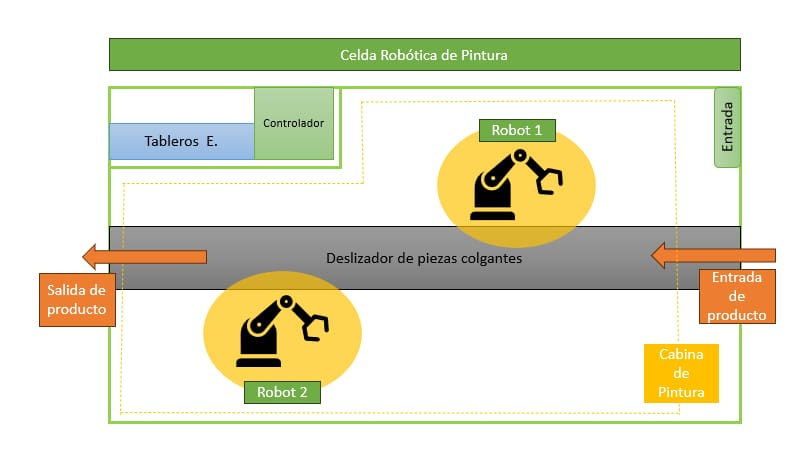 Celda Robótica de Pintura
Controlador
Tableros E.
Robot 1
Entrada
Deslizador de piezas colgantes
Salida de
producto
Entrada
de
producto
Robot 2
Cabina
de
Pintura